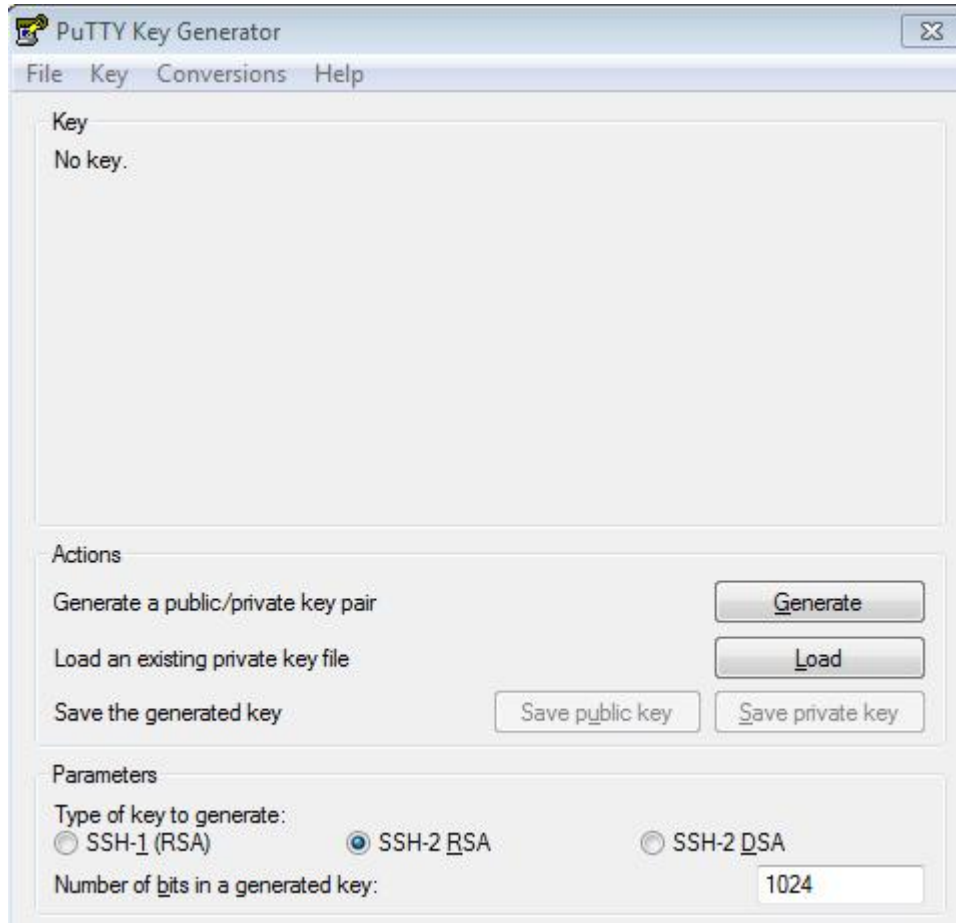 PuTTY Key Generator
File Key Conversions Help
Key
No key.
Actions
Generate a public/private key pair Generate
Load an existing private key file Load
Save the generated key Save public key Save private key
Parameters
Type of key to generate:
SSH-1 (RSA) SSH-2 RSA SSH-2 DSA
Number of bits in a generated key: 1024